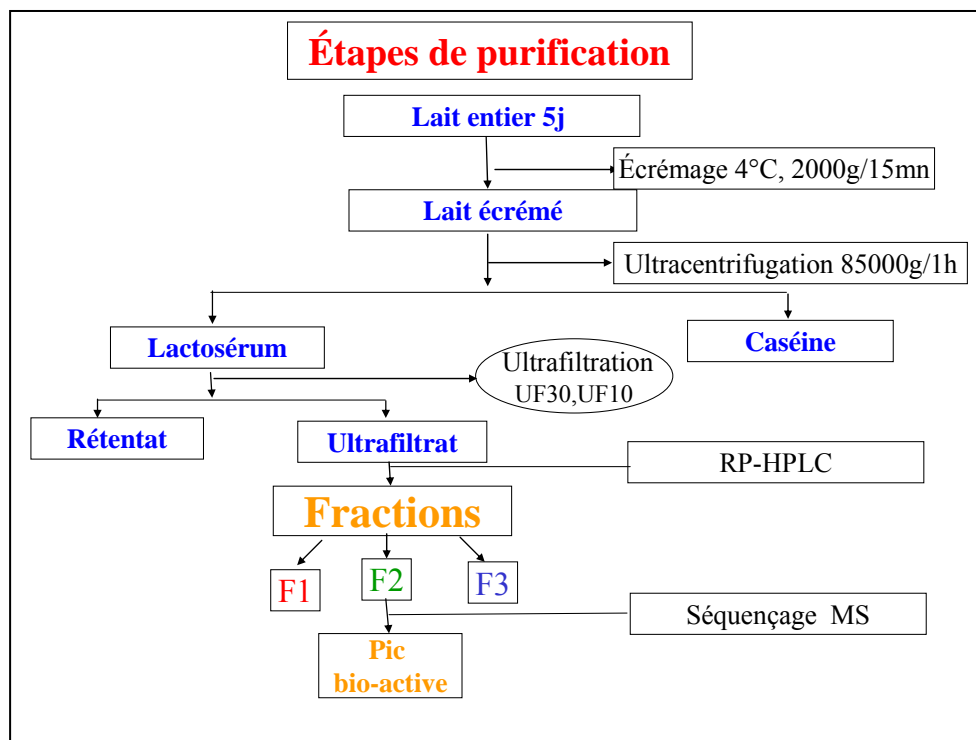 Étapes de purification
Lait entier 5j
Écrémage 4°C, 2000g/15mn
Lait écrémé
Ultracentrifugation 85000g/1h
Lactosérum
Caséine
Ultrafiltration
UF30,UF10
Rétentat
Ultrafiltrat
RP-HPLC
Fractions
F1
F2
F3
Séquençage MS
Pic
bio-active